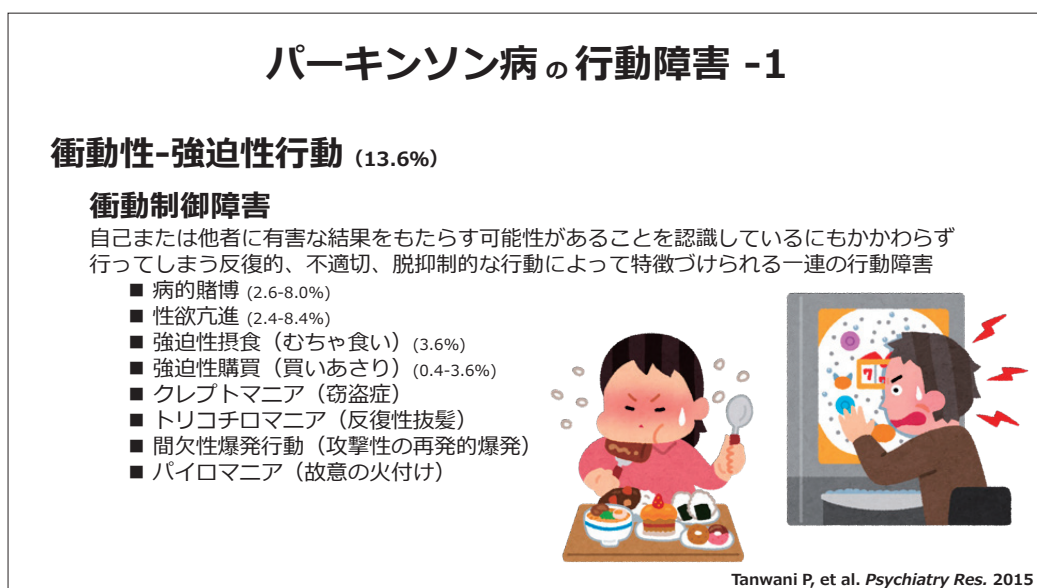 パーキンソン病の行動障害 -1
衝動性-強迫性行動（13.6%）
衝動制御障害
自己または他者に有害な結果をもたらす可能性があることを認識しているにもかかわらず
行ってしまう反復的、不適切、脱抑制的な行動によって特徴づけられる一連の行動障害
■ 病的賭博 (2.6-8.0%)
■ 性欲亢進 (2.4-8.4%)
■ 強迫性摂食（むちゃ食い）(3.6%)
■ 強迫性購買（買いあさり）(0.4-3.6%)
■ クレプトマニア（窃盗症）
■ トリコチロマニア（反復性抜髪）
■ 間欠性爆発行動（攻撃性の再発的爆発）
■ パイロマニア（故意の火付け）
Tanwani P, et al. Psychiatry Res. 2015